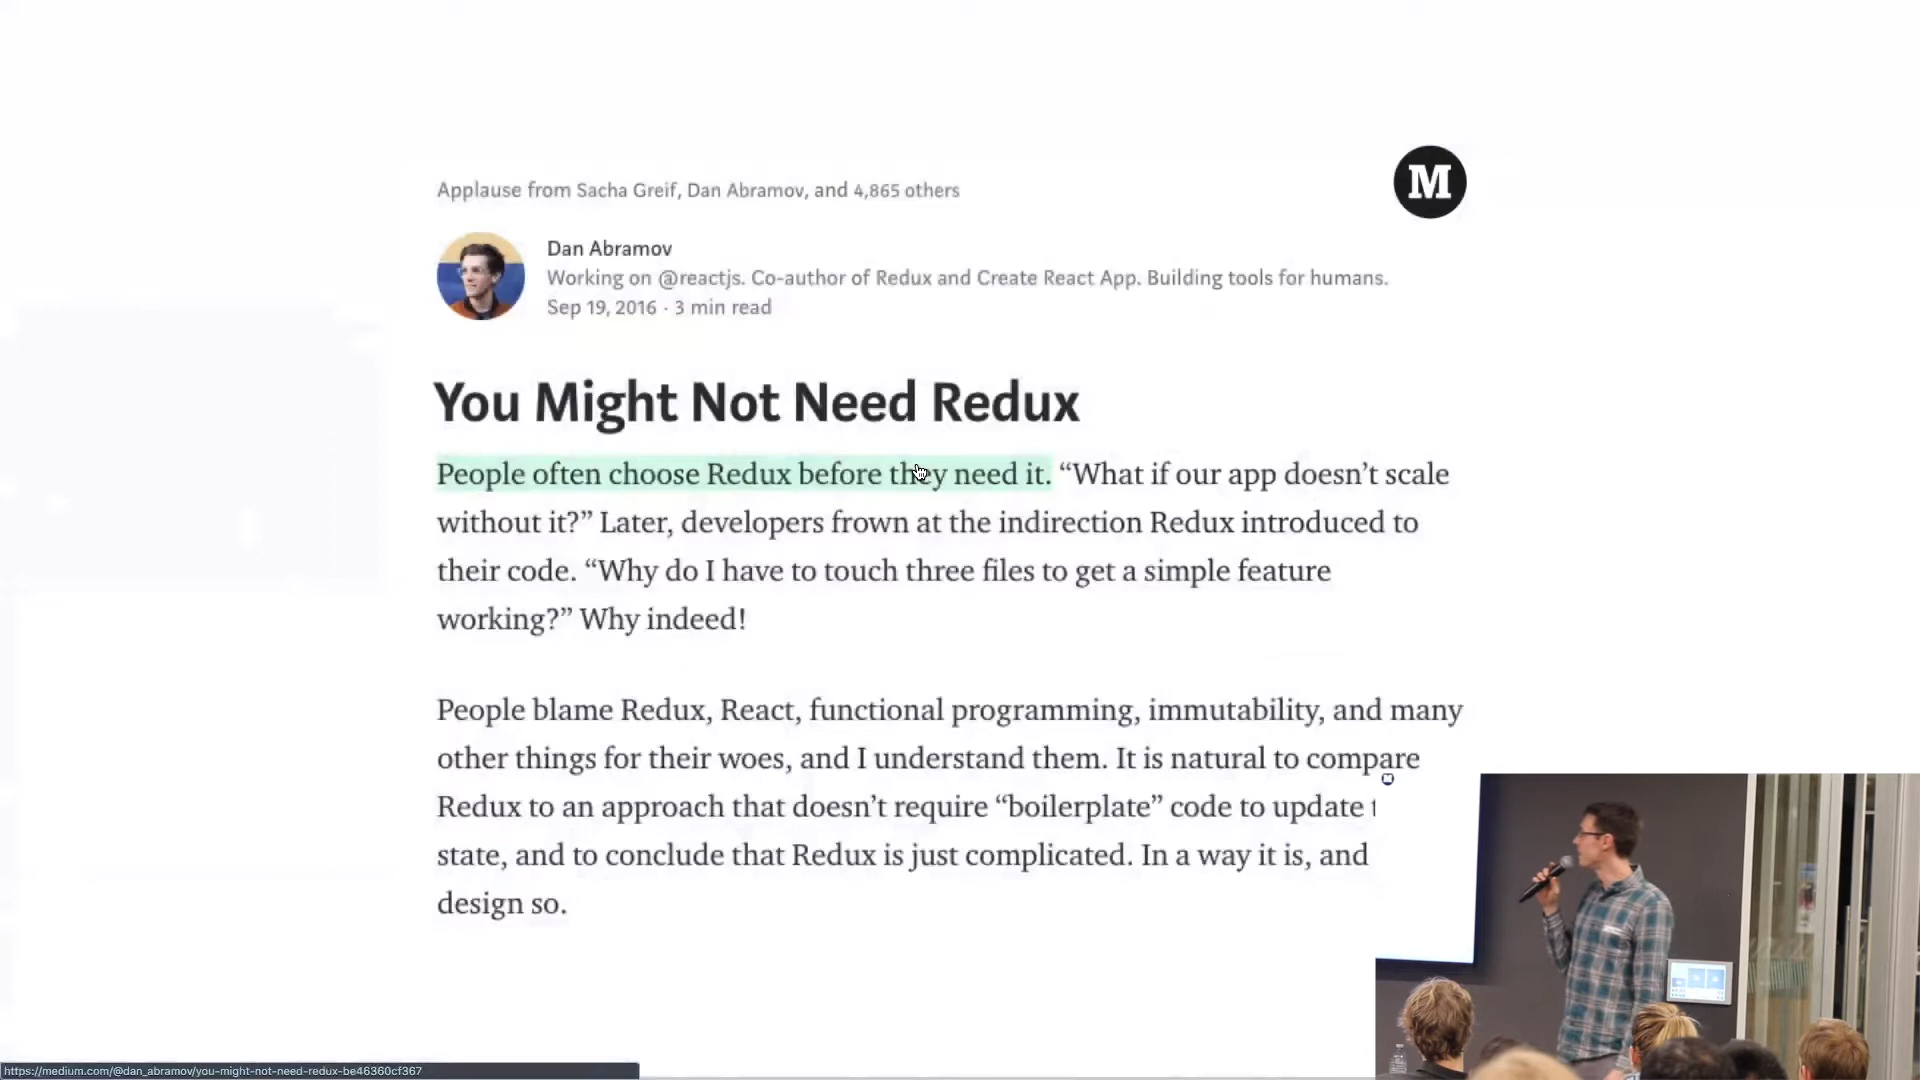 Applause from Sacha Greif, Dan Abramov, and 4,865 others
M
Dan Abramov
Working on @reactjs. Co-author of Redux and Create React App. Building tools for humans.
Sep 19, 2016 · 3 min read
You Might Not Need Redux
People often choose Redux before they need it. “What if our app doesn’t scale
without it?” Later, developers frown at the indirection Redux introduced to
their code. “Why do I have to touch three files to get a simple feature
working?” Why indeed!
People blame Redux, React, functional programming, immutability, and many
other things for their woes, and I understand them. It is natural to compare
Redux to an approach that doesn’t require “boilerplate” code to update
state, and to conclude that Redux is just complicated. In a way it is, and
design so.
https://medium.com/@dan_abramov/you-might-not-need-redux-be46360cf367